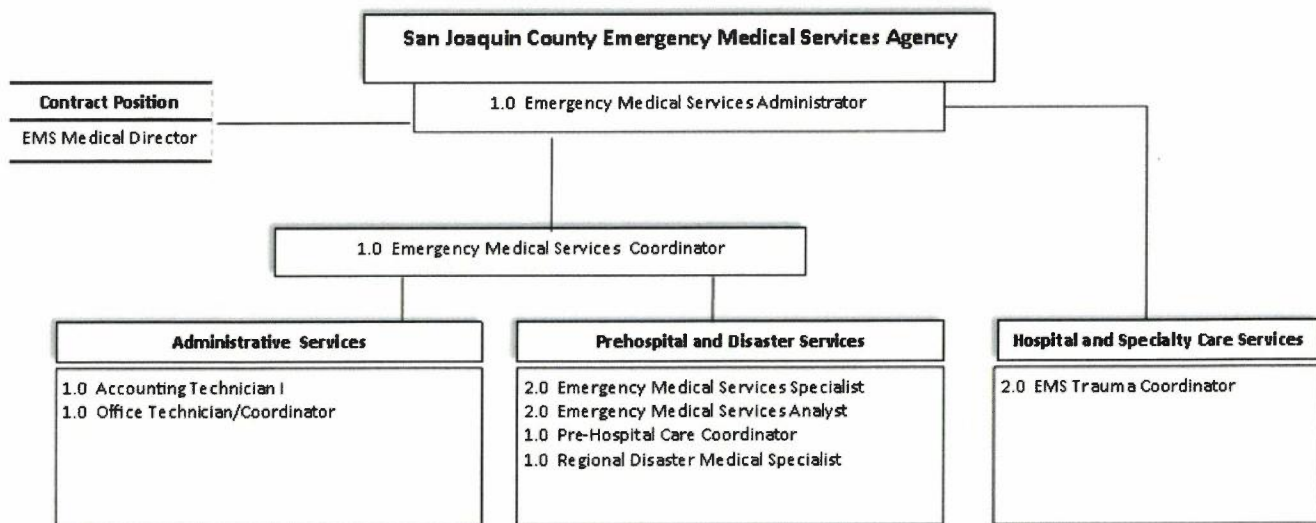 San Joaquin County Emergency Medical Services Agency
1.0 Emergency Medical Services Administrator
Contract Position
EMS Medical Director
1.0 Emergency Medical Services Coordinator
Administrative Services
1.0 Accounting Technician I
1.0 Office Technician/Coordinator
Prehospital and Disaster Services
2.0 Emergency Medical Services Specialist
2.0 Emergency Medical Services Analyst
1.0 Pre-Hospital Care Coordinator
1.0 Regional Disaster Medical Specialist
Hospital and Specialty Care Services
2.0 EMS Trauma Coordinator